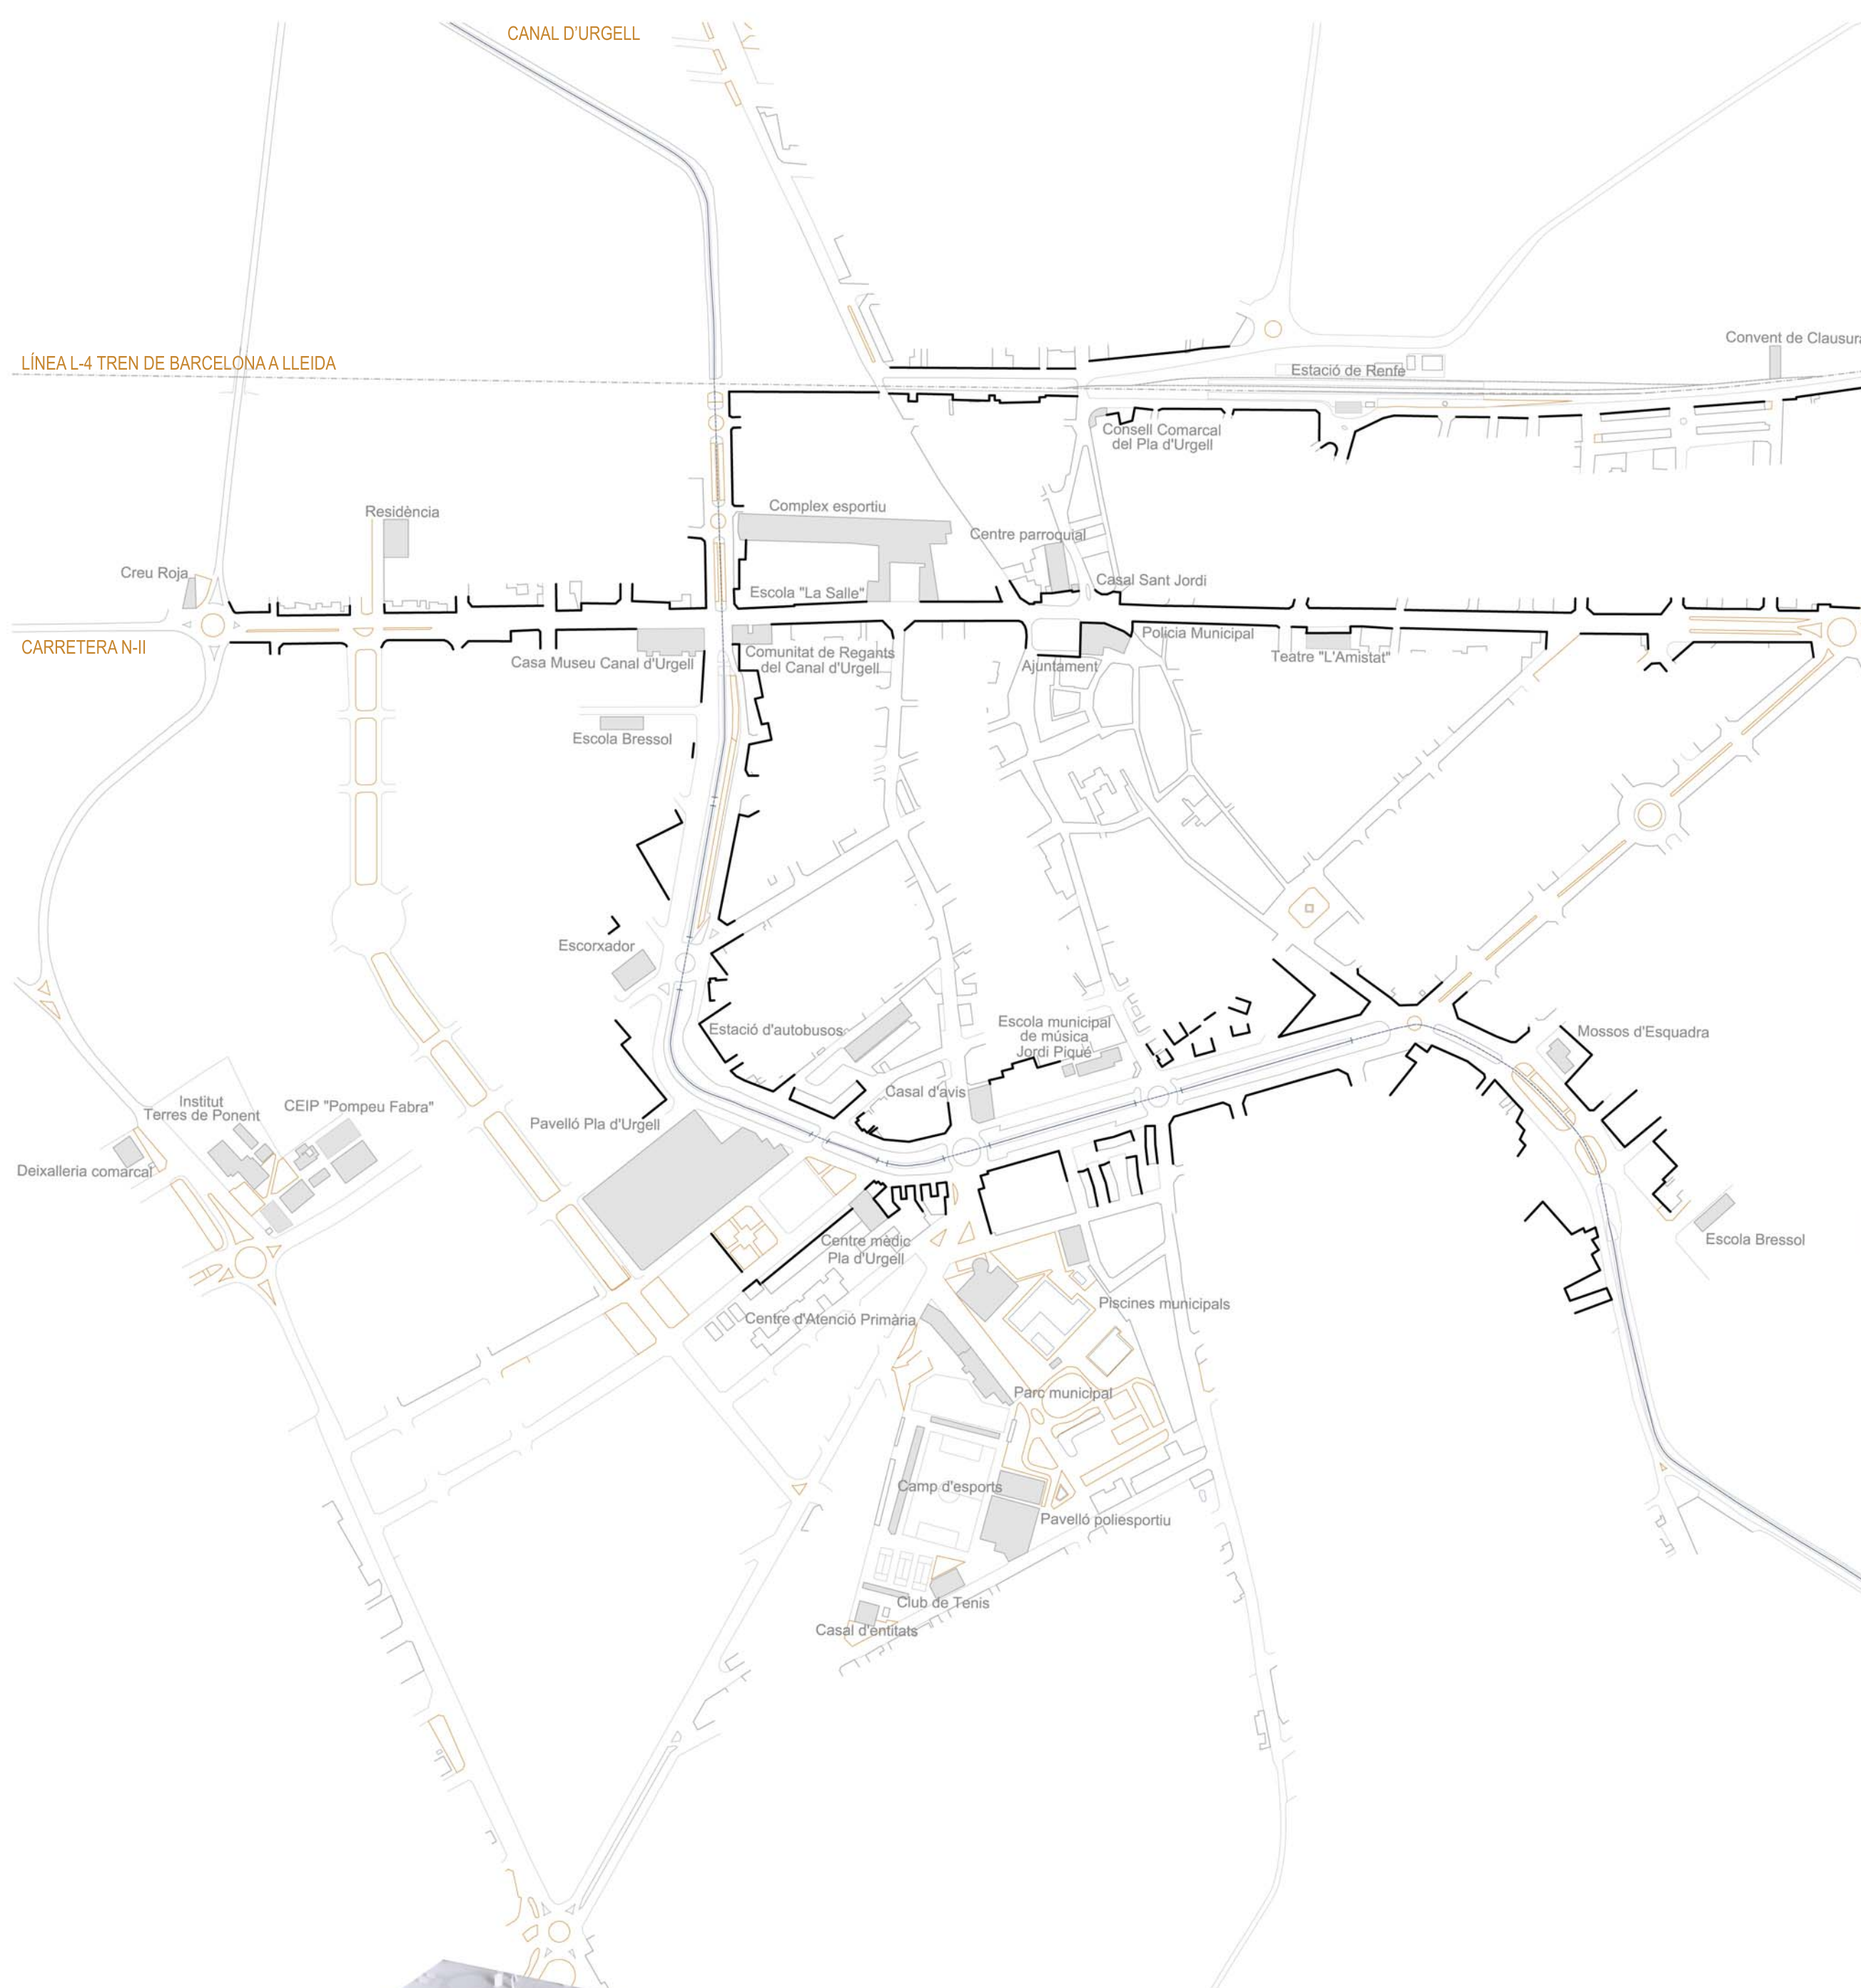 CANAL D'URGELL
Convent de Clausura
LÍNEA L-4 TREN DE BARCELONA A LLEIDA
Estació de Renfe
Consell Comarcal
del Pla d'Urgell
Residència
Complex esportiu
Centre parroquial
Creu Roja
Casal Sant Jordi
Escola "La Salle"
CARRETERA N-II
Policia Municipal
Comunitat de Regants
del Canal d'Urgell
Casa Museu Canal d'Urgell
Ajuntament
Teatre "L'Amistat"
Escola Bressol
Escorxador
Estació d'autobusos
Escola municipal
de música
Jordi Piqué
Mossos d'Esquadra
Casal d'avis
Institut
Terres de Ponent
CEIP "Pompeu Fabra"
Pavelló Pla d'Urgell
Deixalleria comarcal
Centre mèdic
Pla d'Urgell
Escola Bressol
Piscines municipals
Centre d'Atenció Primària
Parc municipal
Camp d'esports
Pavelló poliesportiu
Club de Tenis
Casal d'entitats